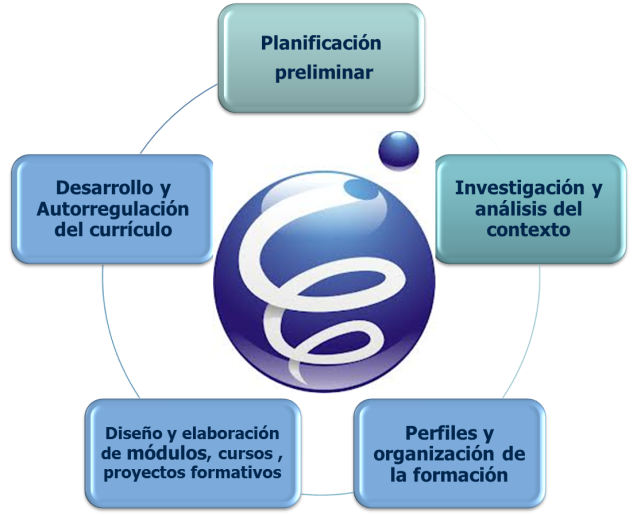 Planificación
preliminar
Investigación y
análisis del
contexto
Perfiles y
organización de
la formación
Diseño y elaboración
de módulos, cursos ,
proyectos formativos
Desarrollo y
Autorregulación
del currículo